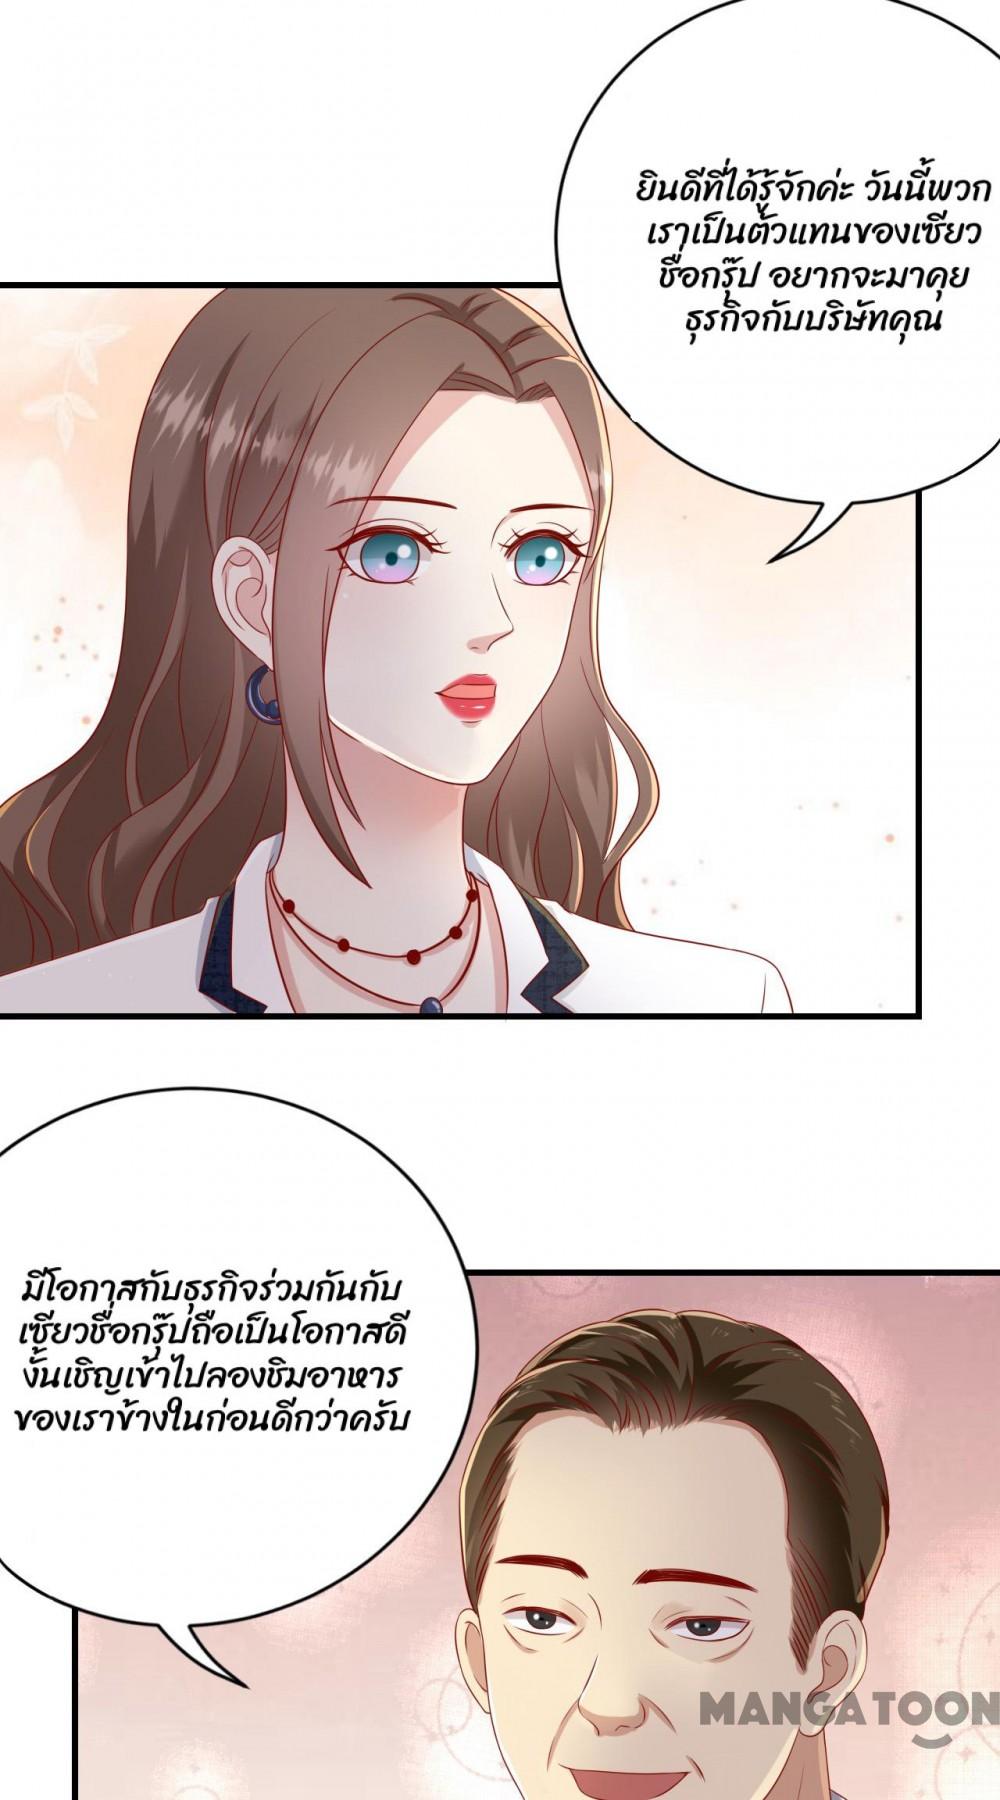 ยินดีที่ได้รู้จักค่ะ วันนี้พวก
เราเป็นตัวแทนของเซียว
ชื่อกรุ๊ป อยากจะมาคุย
ธุรกิจกับบริษัทคุณ
มีโอกาสกับธุรกิจร่วมกันกับ
เซียวชื่อกรุ๊ปถือเป็นโอกาสดี
งั้นเชิญเข้าไปลองชิมอาหาร
ของเราข้างในก่อนดีกว่าครับ
MANGATOON